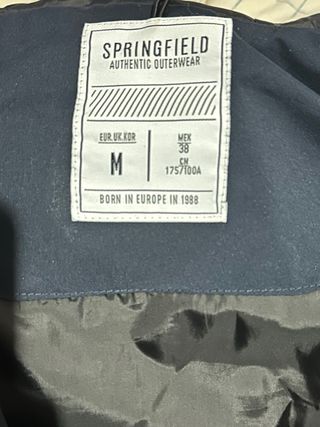 SPRINGFIELD
AUTHENTIC OUTERWEAR
EUR.UK.KOR
M
MEX
38
CN
175/100A
BORN IN EUROPE IN 1988